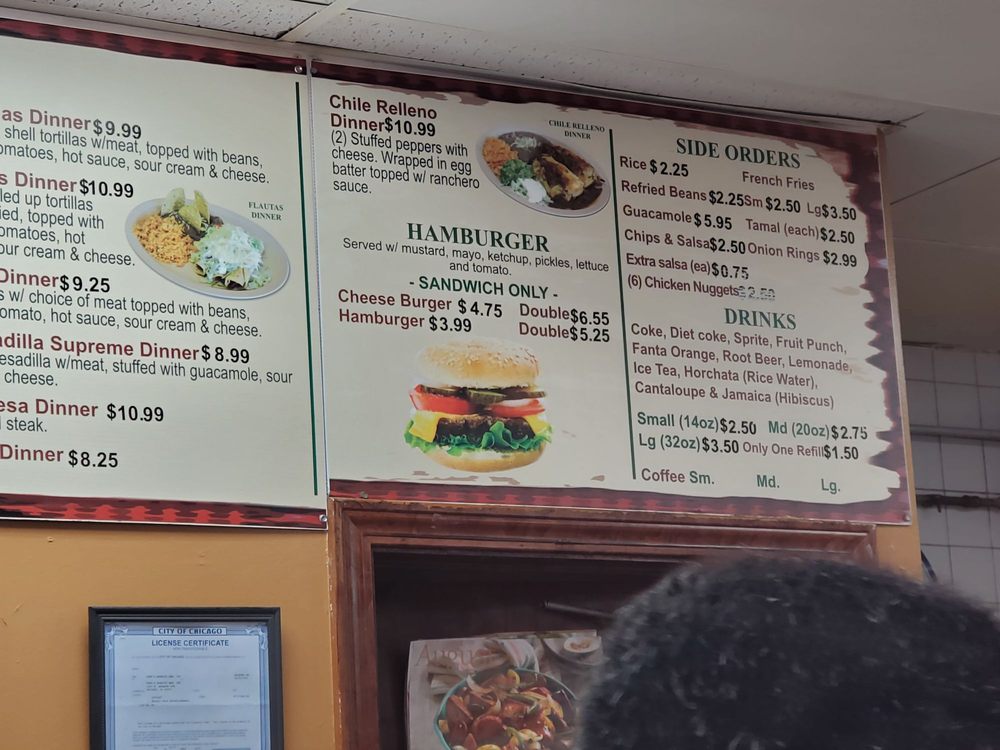 as Dinner $9.99
shell tortillas w/meat, topped with beans,
omatoes, hot sauce, sour cream & cheese.
s Dinner $10.99
led up tortillas
ied, topped with
omatoes, hot
our cream & cheese.
FLAUTAS
DINNER
Dinner $9.25
s w/ choice of meat topped with beans,
omato, hot sauce, sour cream & cheese.
adilla Supreme Dinner $8.99
esadilla w/meat, stuffed with guacamole, sour
cheese.
esa Dinner $10.99
steak.
Dinner $8.25
Chile Relleno
Dinner $10.99
(2) Stuffed peppers with
cheese. Wrapped in egg
batter topped w/ ranchero
sauce.
CHILE RELLENO
DINNER
HAMBURGER
Served w/ mustard, mayo, ketchup, pickles, lettuce
and tomato.
- SANDWICH ONLY -
Cheese Burger $4.75 Double $6.55
Hamburger $3.99 Double $5.25
SIDE ORDERS
Rice $2.25 French Fries
Refried Beans $2.25 Sm $2.50 Lg $3.50
Guacamole $5.95 Tamal (each) $2.50
Chips & Salsa $2.50 Onion Rings $2.99
Extra salsa (ea) $0.75
(6) Chicken Nuggets
DRINKS
Coke, Diet coke, Sprite, Fruit Punch,
Fanta Orange, Root Beer, Lemonade,
Ice Tea, Horchata (Rice Water),
Cantaloupe & Jamaica (Hibiscus)
Small (14oz) $2.50 Md (20oz) $2.75
Lg (32oz) $3.50 Only One Refill $1.50
Coffee Sm. Md. Lg.
CITY OF CHICAGO
LICENSE CERTIFICATE